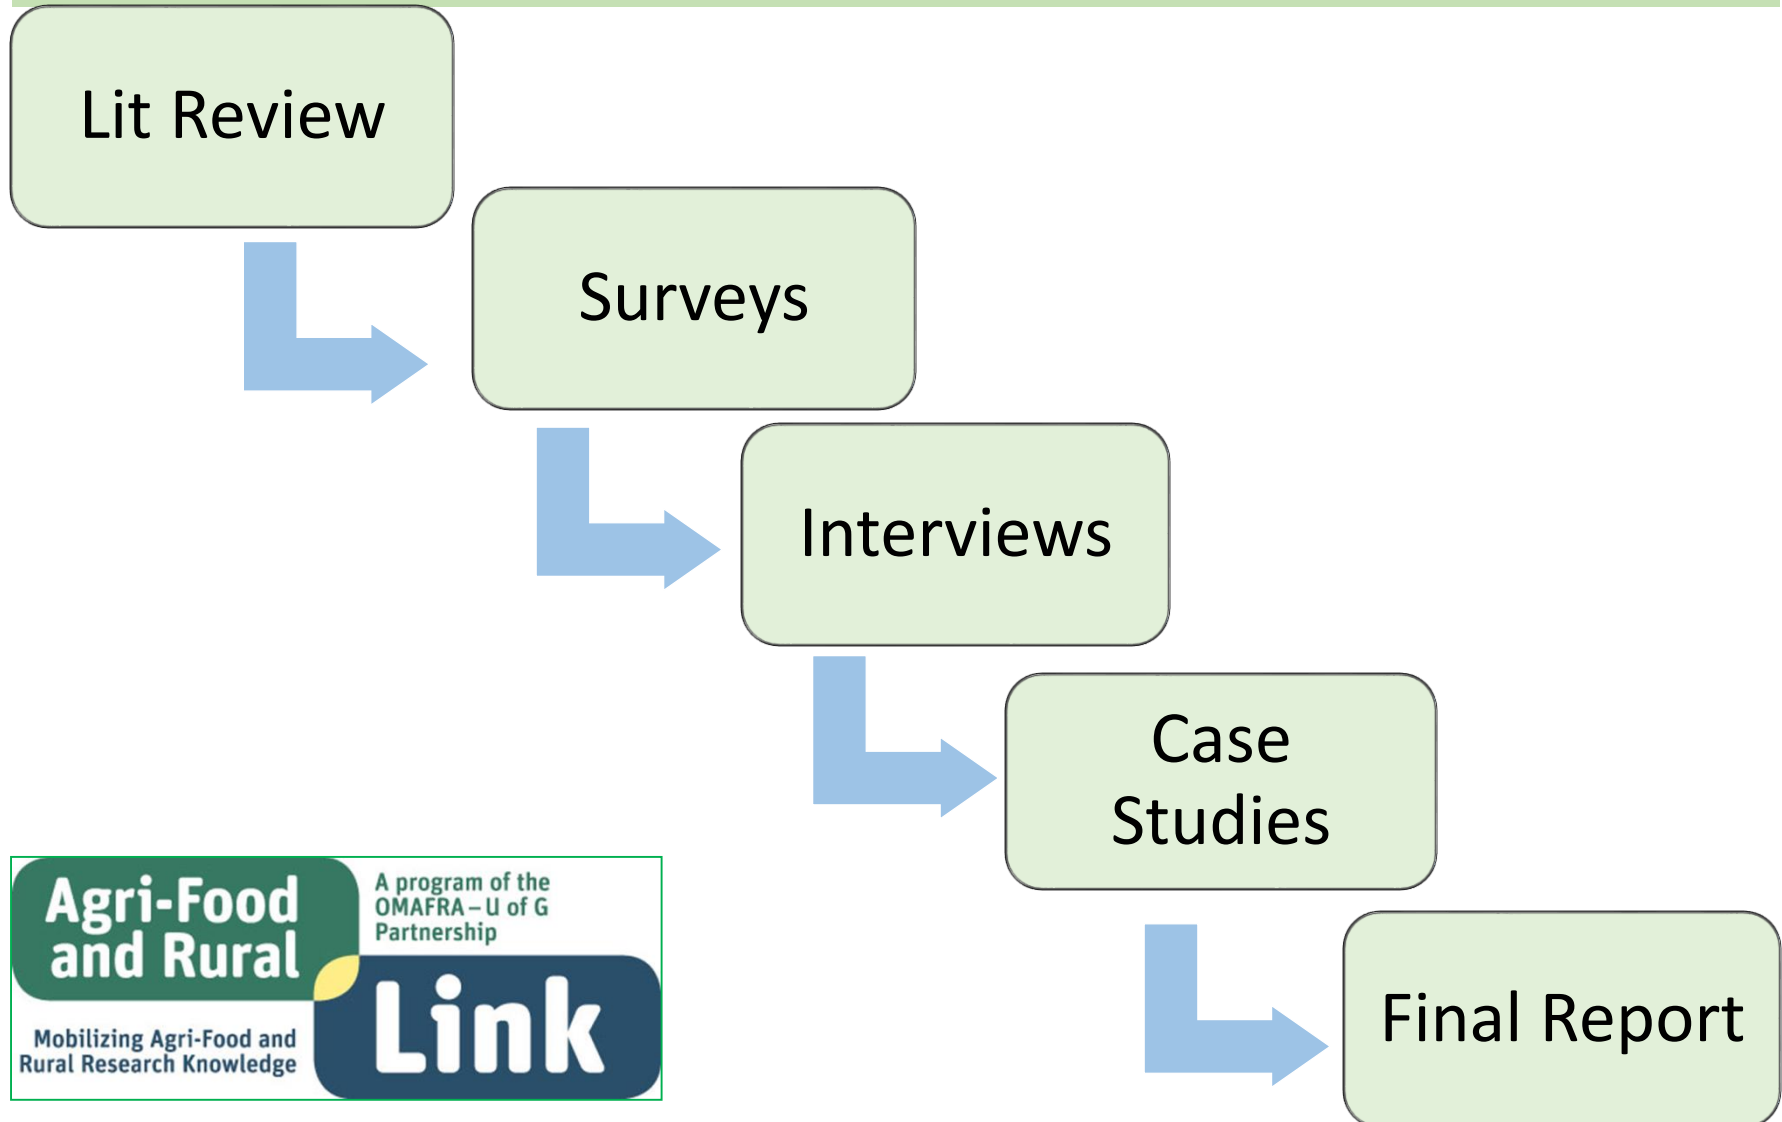 Lit Review
Surveys
Interviews
Case
Studies
Final Report
Agri-Food
and Rural
A program of the
OMAFRA – U of G
Partnership
Link
Mobilizing Agri-Food and
Rural Research Knowledge